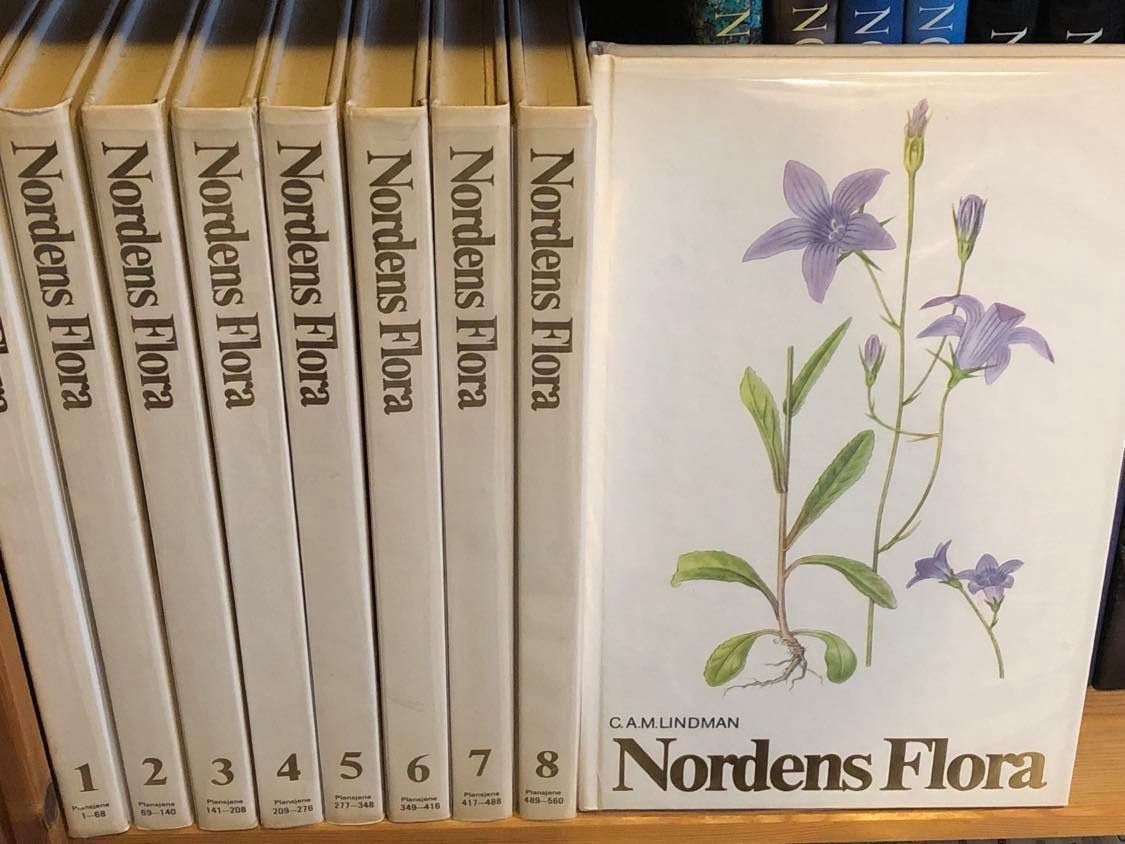 Nordens Flora
1
Plansjene
1—68
Nordens Flora
2
Plansjene
69—140
Nordens Flora
3
Plansjene
141—208
Nordens Flora
4
Plansjene
209—276
Nordens Flora
5
Plansjene
277—348
Nordens Flora
6
Plansjene
349—416
Nordens Flora
7
Plansjene
417—488
Nordens Flora
8
Plansjene
489—560
C.A.M.LINDMAN
Nordens Flora